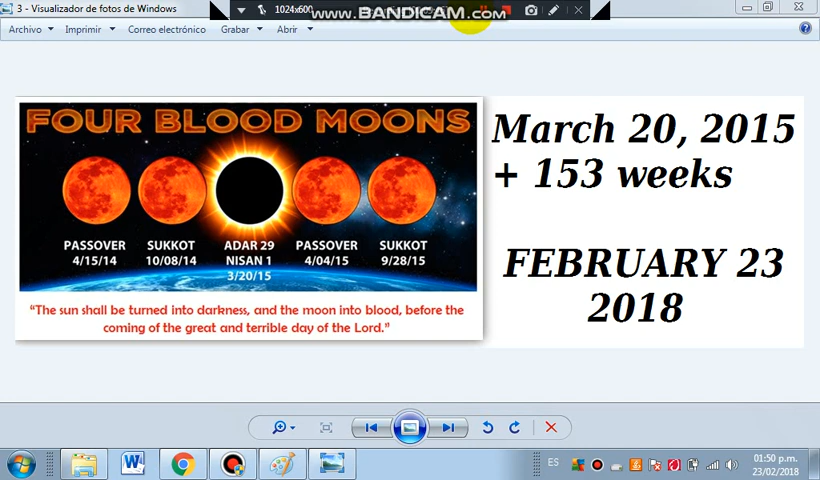 3 - Visualizador de fotos de Windows
1024x600
www.BANDICAM.com
Archivo Imprimir Correo electrónico Grabar Abrir
FOUR BLOOD MOONS
PASSOVER
4/15/14
SUKKOT
10/08/14
ADAR 29
NISAN 1
3/20/15
PASSOVER
4/04/15
SUKKOT
9/28/15
“The sun shall be turned into darkness, and the moon into blood, before the
coming of the great and terrible day of the Lord.”
March 20, 2015
+ 153 weeks
FEBRUARY 23
2018
ES
01:50 p.m.
23/02/2018